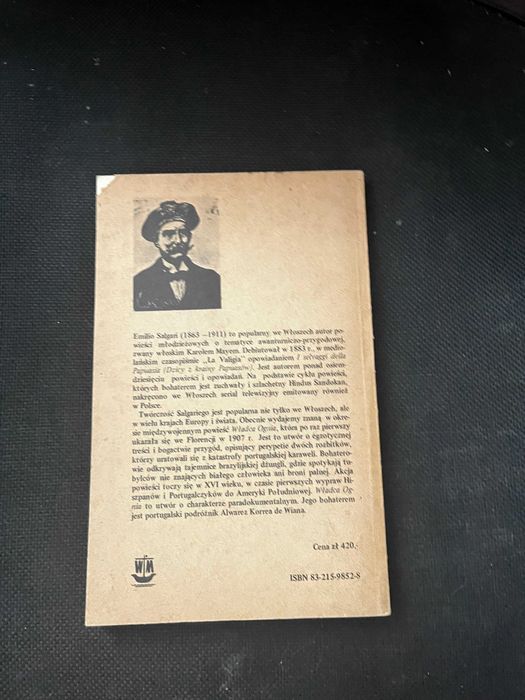 Emilio Salgari (1863 –1911) to popularny we Włoszech autor po-
wieści młodzieżowych o tematyce awanturniczo-przygodowej,
zwany włoskim Karolem Mayem. Debiutował w 1883 r., w medio-
lańskim czasopiśmie „La Valigia" opowiadaniem I selvaggi della
Papuasia (Dzicy z krainy Papuasów). Jest autorem ponad osiem-
dziesięciu powieści i opowiadań. Na podstawie cyklu powieści,
których bohaterem jest zuchwały i szlachetny Hindus Sandokan,
nakręcono we Włoszech serial telewizyjny emitowany również
w Polsce.
Twórczość Salgariego jest popularna nie tylko we Włoszech, ale
w wielu krajach Europy i świata. Obecnie wydajemy znaną w okre-
sie międzywojennym powieść Władca Ognia, która po raz pierwszy
ukazała się we Florencji w 1907 r. Jest to utwór o egzotycznej
treści i bogactwie przygód, opisujący perypetie dwóch rozbitków,
którzy uratowali się z katastrofy portugalskiej karaweli. Bohatero-
wie odkrywają tajemnice brazylijskiej dżungli, gdzie spotykają tu-
bylców nie znających białego człowieka ani broni palnej. Akcja
powieści toczy się w XVI wieku, w czasie pierwszych wypraw Hi-
szpanów i Portugalczyków do Ameryki Południowej. Władca Og-
nia to utwór o charakterze paradokumentalnym. Jego bohaterem
jest portugalski podróżnik Alwarez Korrea de Wiana.
Cena zł 420,-
WM
ISBN 83-215-9852-8